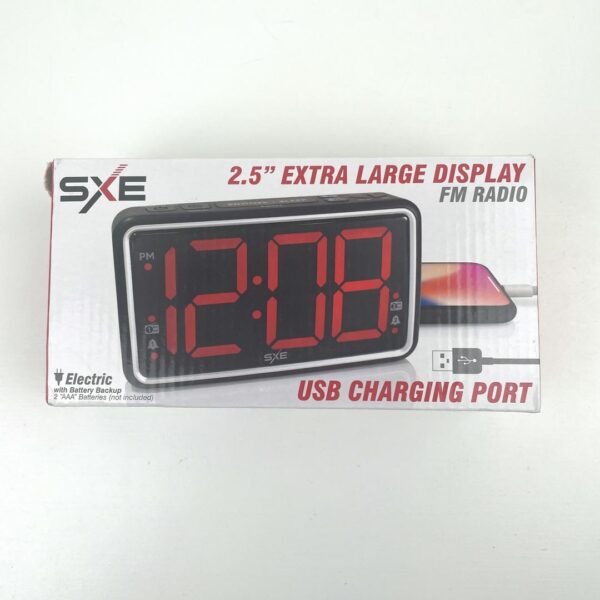 SXE
2.5” EXTRA LARGE DISPLAY
FM RADIO
PM
12:08
SXE
Electric
with Battery Backup
2 "AAA" Batteries (not included)
USB CHARGING PORT